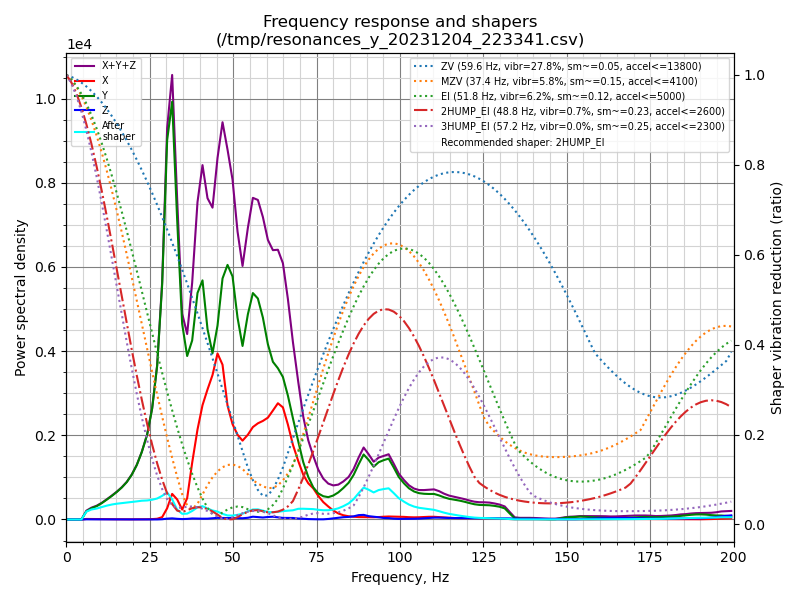 Frequency response and shapers
(/tmp/resonances_y_20231204_223341.csv)
1e4
X+Y+Z
X
Y
Z
After
shaper
ZV (59.6 Hz, vibr=27.8%, sm~=0.05, accel<=13800)
MZV (37.4 Hz, vibr=5.8%, sm~=0.15, accel<=4100)
EI (51.8 Hz, vibr=6.2%, sm~=0.12, accel<=5000)
2HUMP_EI (48.8 Hz, vibr=0.7%, sm~=0.23, accel<=2600)
3HUMP_EI (57.2 Hz, vibr=0.0%, sm~=0.25, accel<=2300)
Recommended shaper: 2HUMP_EI
Power spectral density
1.0
0.8
0.6
0.4
0.2
0.0
Shaper vibration reduction (ratio)
1.0
0.8
0.6
0.4
0.2
0.0
0 25 50 75 100 125 150 175 200
Frequency, Hz